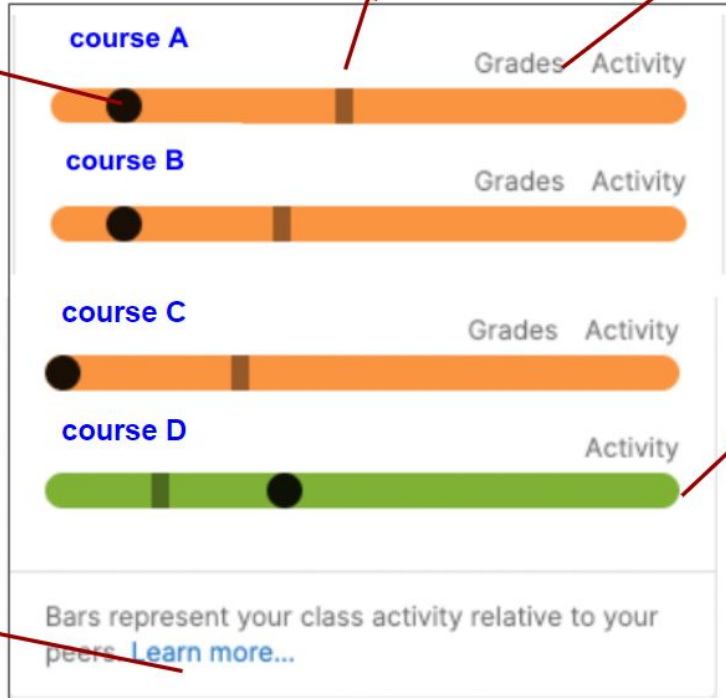 course A
Grades Activity
course B
Grades Activity
course C
Grades Activity
course D
Activity
Bars represent your class activity relative to your
peers. Learn more...